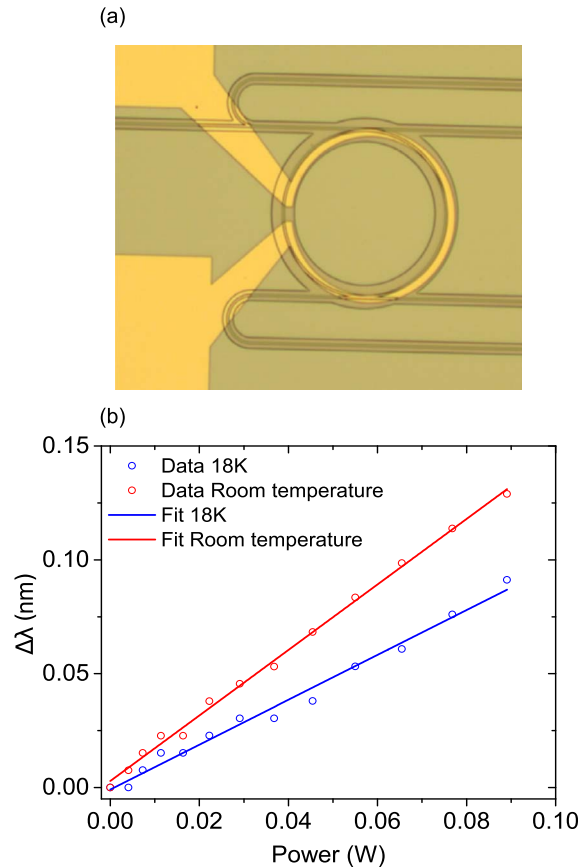 (a)
(b)
0.15
Data 18K
Data Room temperature
Fit 18K
Fit Room temperature
0.10
Δλ (nm)
0.05
0.00
0.00 0.02 0.04 0.06 0.08 0.10
Power (W)